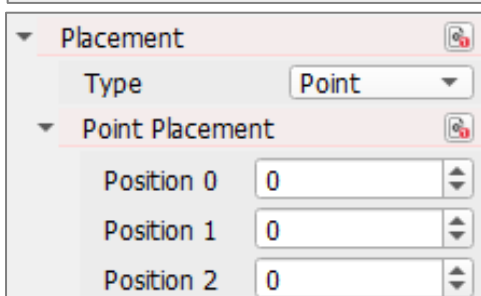 Placement
Type Point
Point Placement
Position 0 0
Position 1 0
Position 2 0